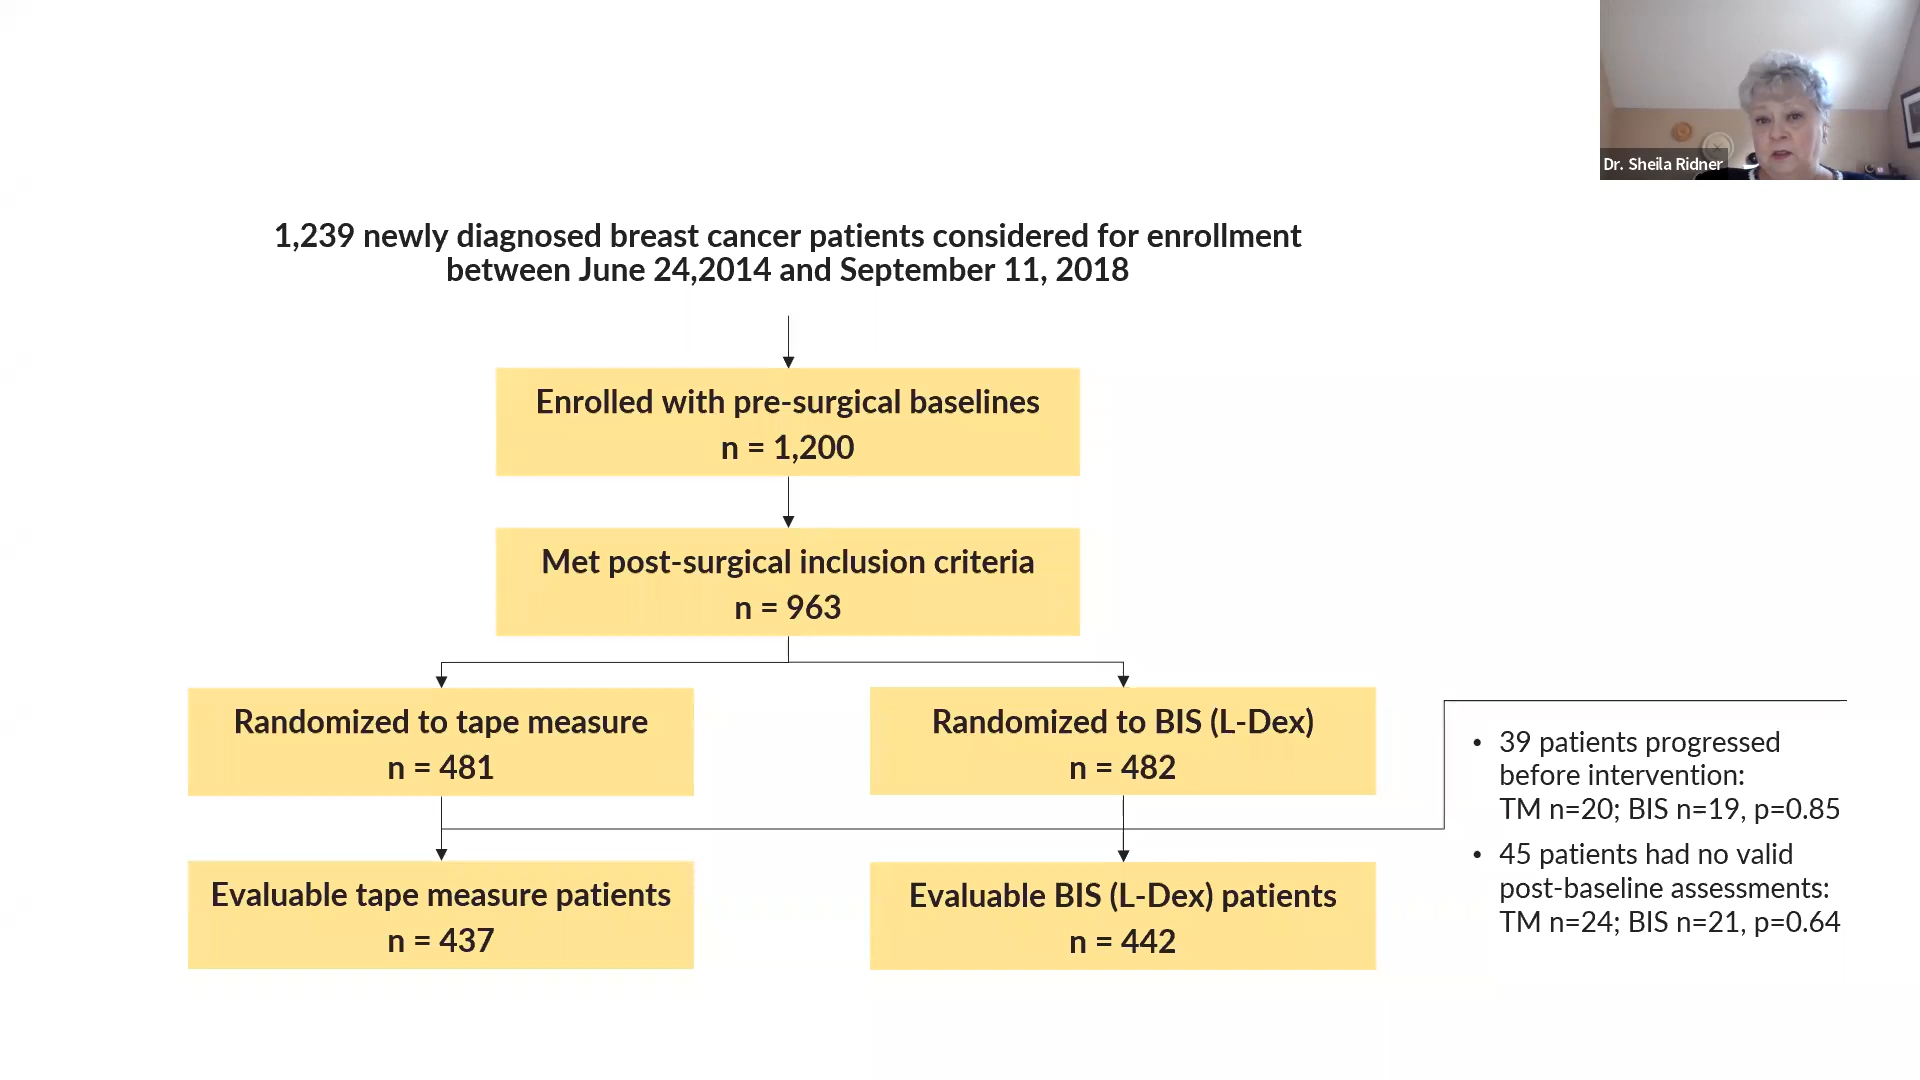 Dr. Sheila Ridner
1,239 newly diagnosed breast cancer patients considered for enrollment
between June 24,2014 and September 11, 2018
Enrolled with pre-surgical baselines
n = 1,200
Met post-surgical inclusion criteria
n = 963
Randomized to tape measure
n = 481
Randomized to BIS (L-Dex)
n = 482
• 39 patients progressed
before intervention:
TM n=20; BIS n=19, p=0.85
• 45 patients had no valid
post-baseline assessments:
TM n=24; BIS n=21, p=0.64
Evaluable tape measure patients
n = 437
Evaluable BIS (L-Dex) patients
n = 442